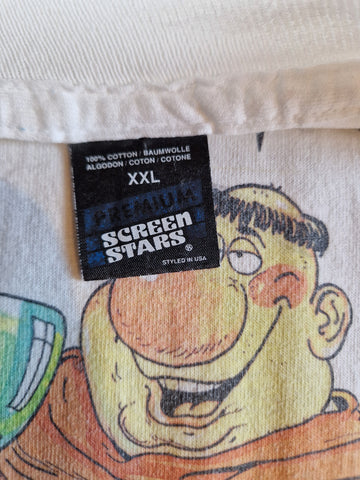 100% COTTON / BAUMWOLLE
ALGODON / COTON / COTONE
XXL
PREMIUM
SCREEN
STARS
®
STYLED IN USA